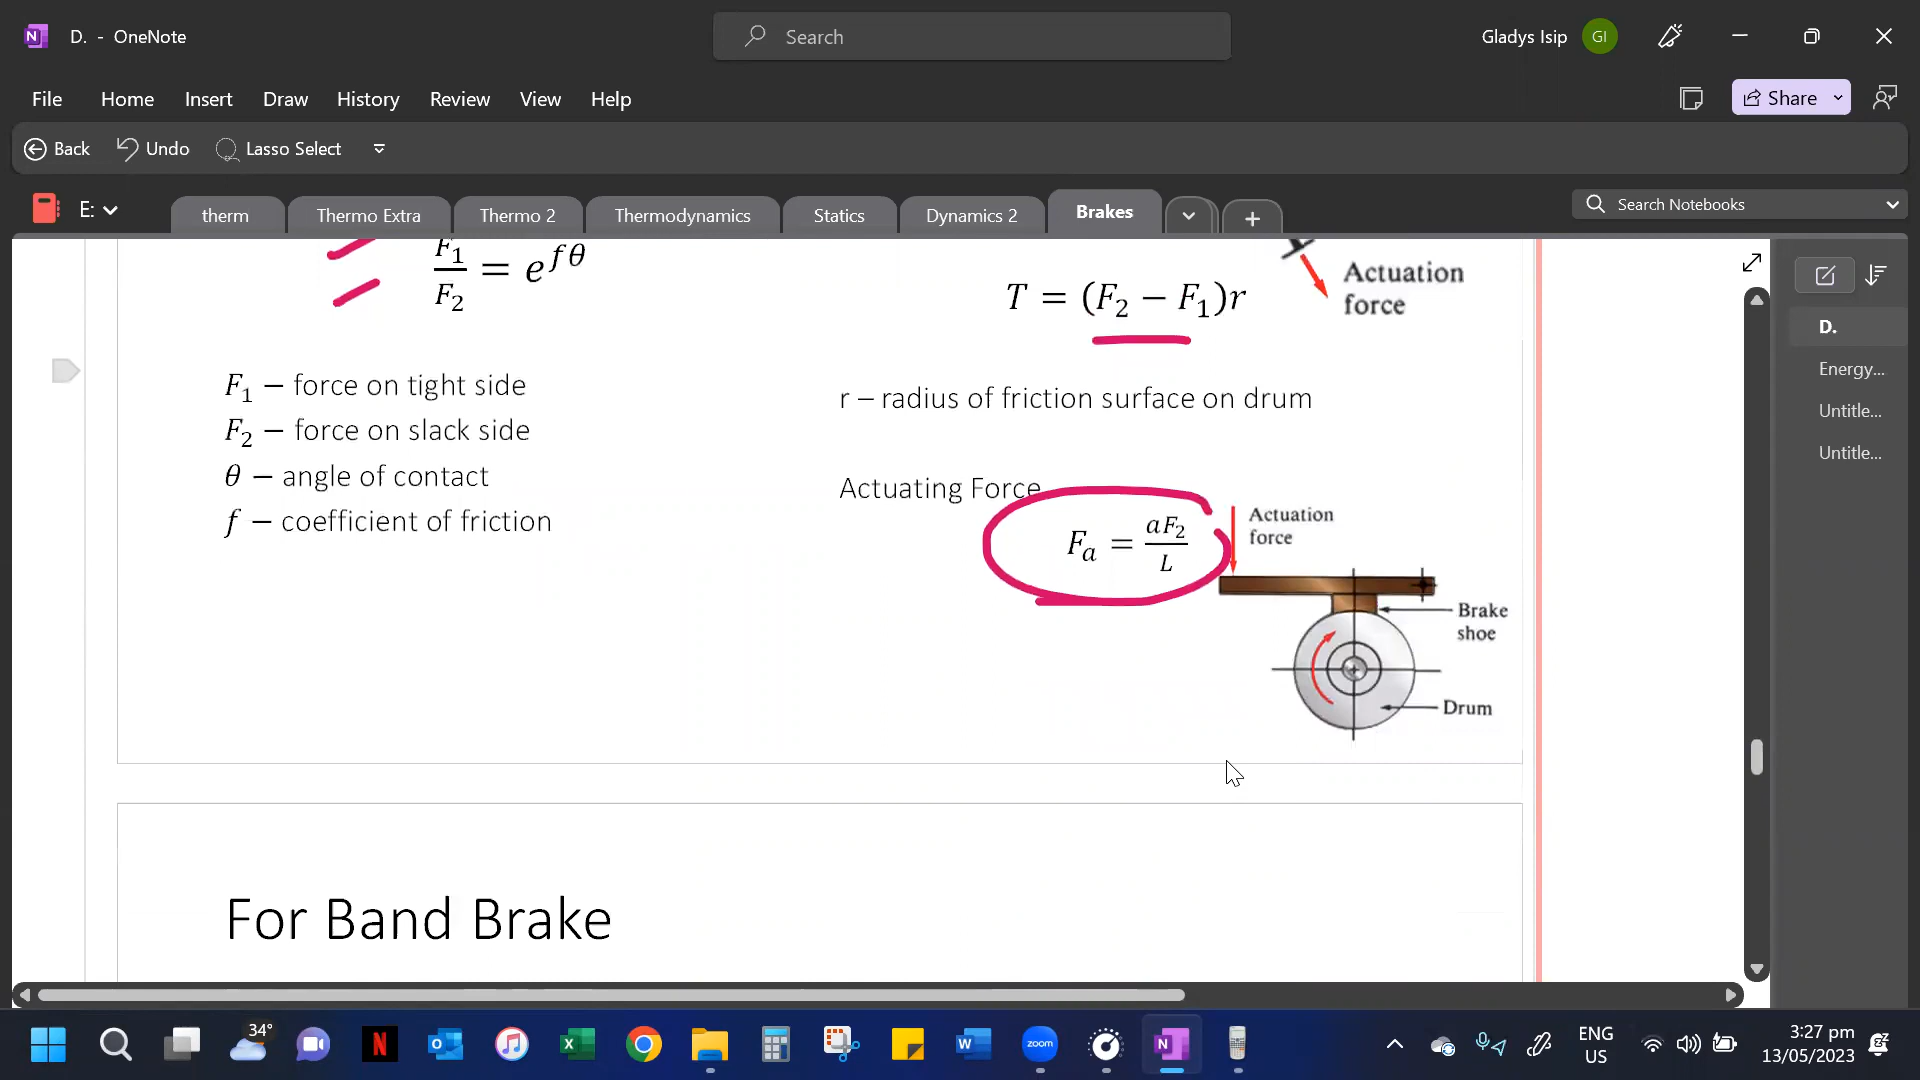 D. - OneNote
Search
Gladys Isip
GI
File Home Insert Draw History Review View Help
Share
Back Undo Lasso Select
E:
therm Thermo Extra Thermo 2 Thermodynamics Statics Dynamics 2 Brakes
Search Notebooks
F₁/F₂ = e^{fθ}
T = (F₂ − F₁)r
Actuation
force
F₁ – force on tight side
F₂ – force on slack side
θ – angle of contact
f – coefficient of friction
r – radius of friction surface on drum
Actuating Force
Fₐ = aF₂/L
Actuation
force
Brake
shoe
Drum
For Band Brake
D.
Energy...
Untitle...
Untitle...
34°
zoom
ENG
US
3:27 pm
13/05/2023